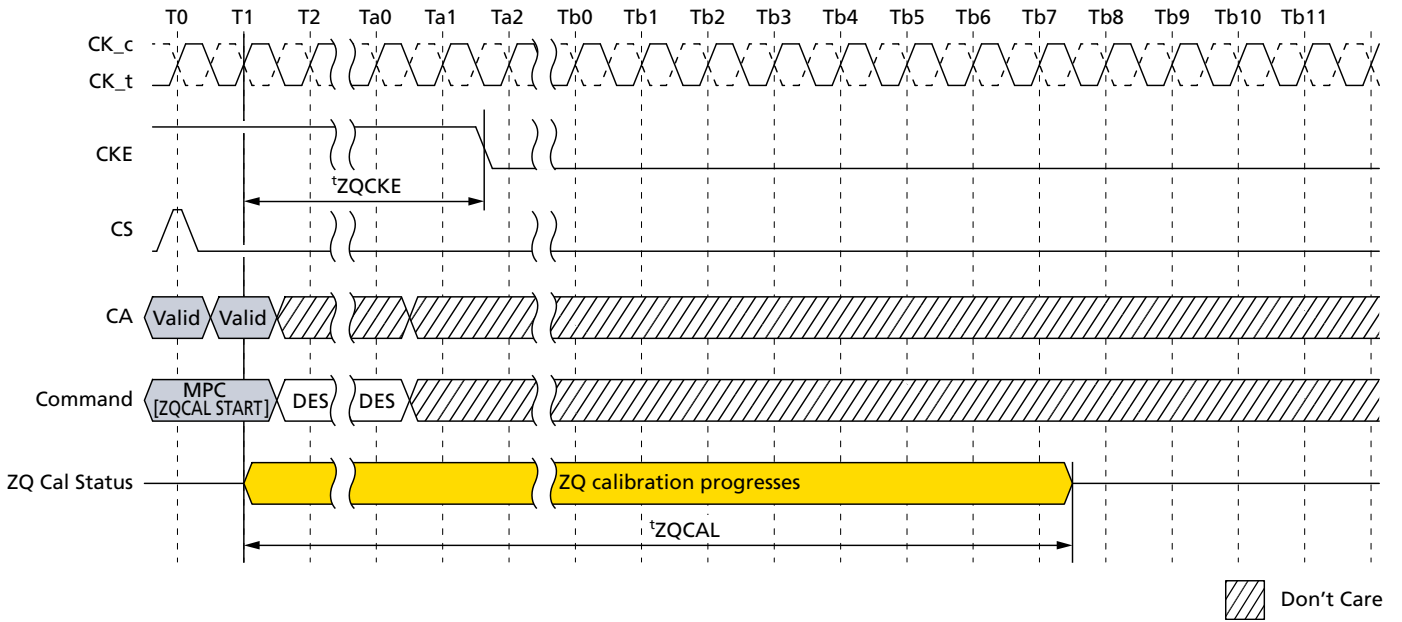 T0 T1 T2 Ta0 Ta1 Ta2 Tb0 Tb1 Tb2 Tb3 Tb4 Tb5 Tb6 Tb7 Tb8 Tb9 Tb10 Tb11
CK_c
CK_t
CKE
tZQCKE
CS
CA Valid Valid
Command MPC [ZQCAL START] DES DES
ZQ Cal Status ZQ calibration progresses
tZQCAL
Don't Care